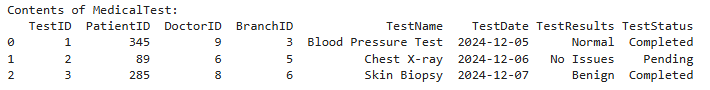 Contents of MedicalTest:
TestID PatientID DoctorID BranchID TestName TestDate TestResults TestStatus
0 1 345 9 3 Blood Pressure Test 2024-12-05 Normal Completed
1 2 89 6 5 Chest X-ray 2024-12-06 No Issues Pending
2 3 285 8 6 Skin Biopsy 2024-12-07 Benign Completed